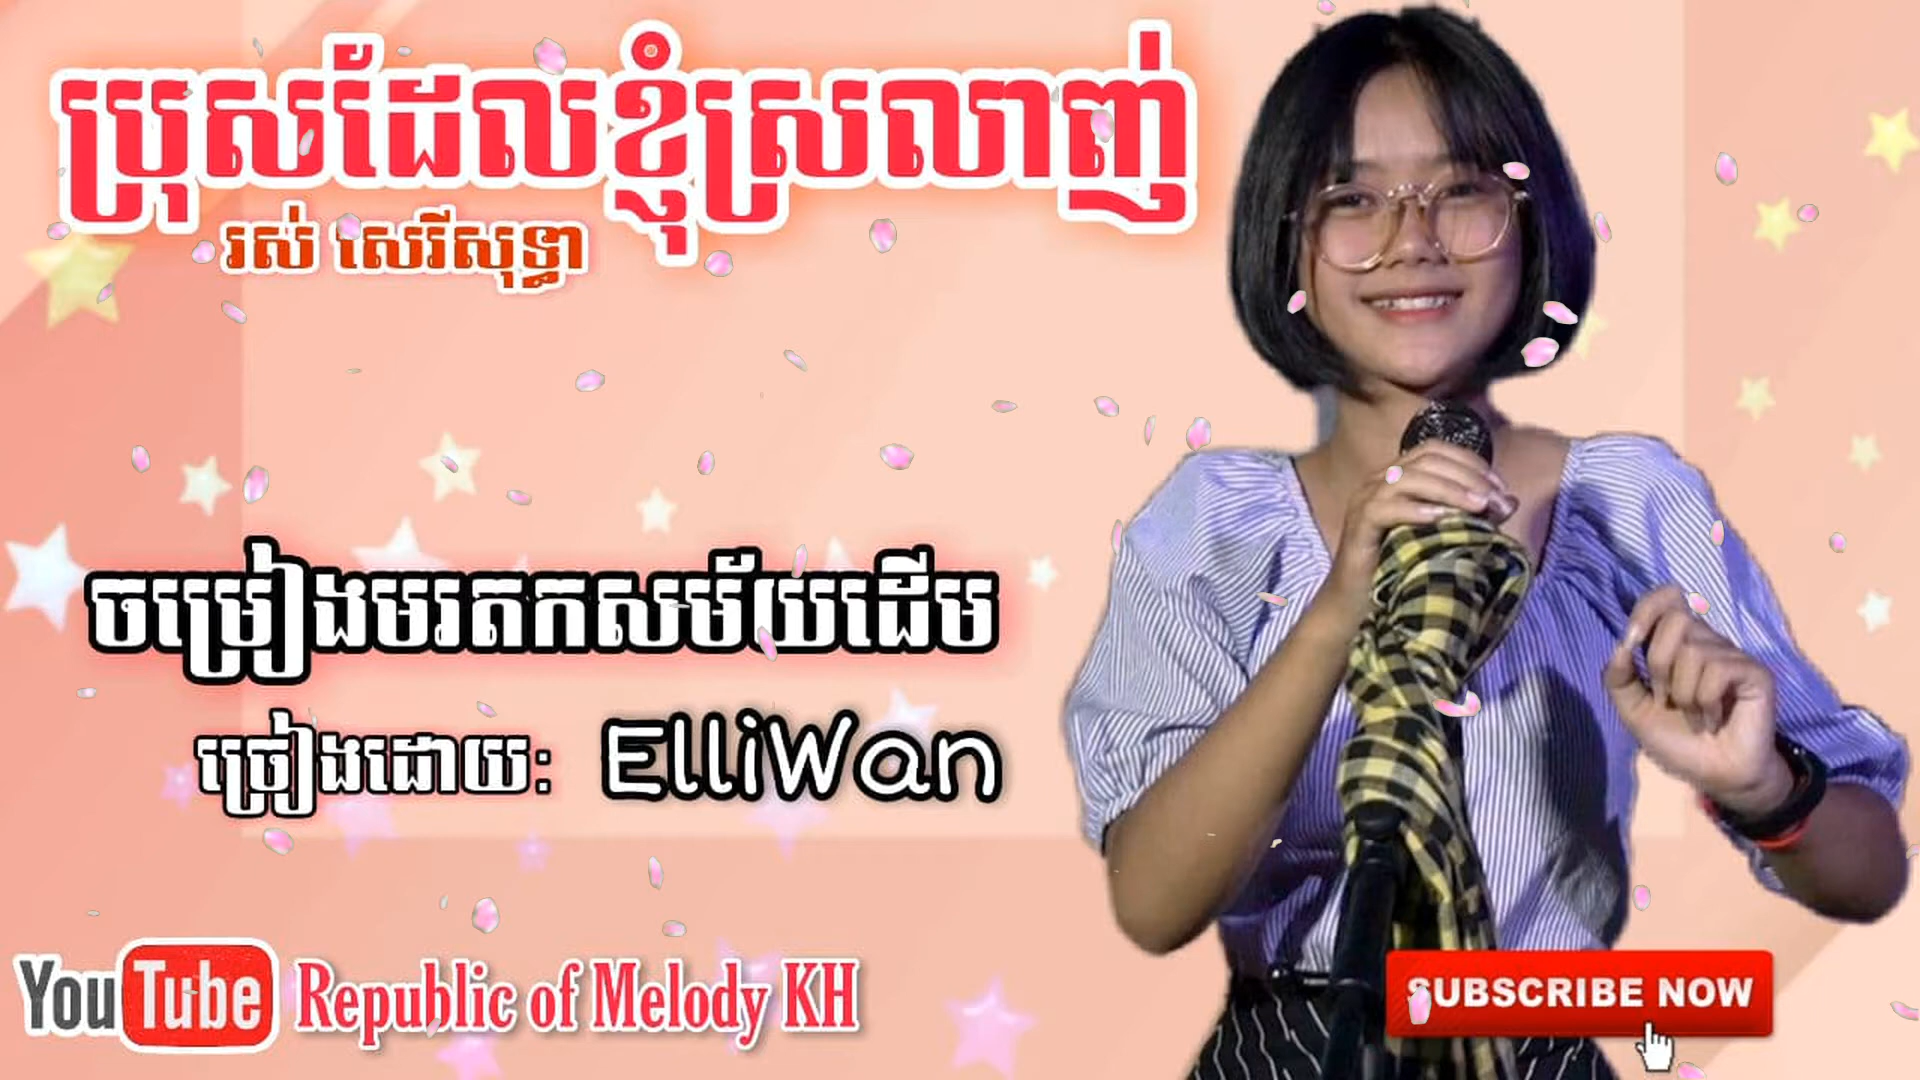 ប្រុសដែលខ្ញុំស្រលាញ់
រស់ សេរីសុទ្ធា
ចម្រៀងមរតកសម័យដើម
ច្រៀងដោយ: ElliWan
YouTube Republic of Melody KH
SUBSCRIBE NOW